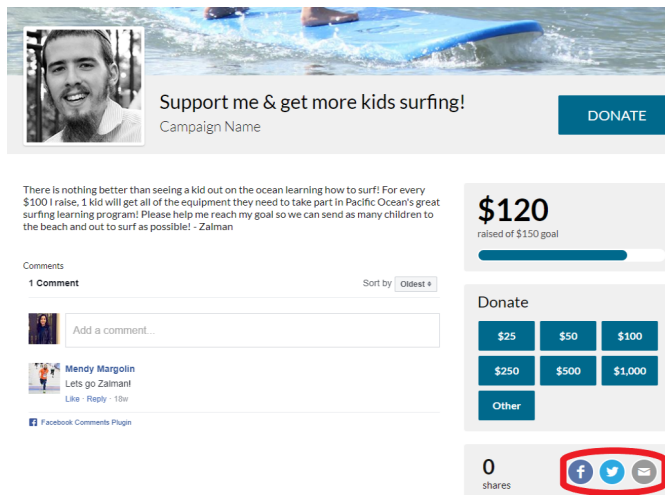 Support me & get more kids surfing!
Campaign Name
DONATE
There is nothing better than seeing a kid out on the ocean learning how to surf! For every
$100 I raise, 1 kid will get all of the equipment they need to take part in Pacific Ocean's great
surfing learning program! Please help me reach my goal so we can send as many children to
the beach and out to surf as possible! - Zalman
$120
raised of $150 goal
Comments
1 Comment
Sort by Oldest
Add a comment...
Mendy Margolin
Lets go Zalman!
Like · Reply · 18w
Facebook Comments Plugin
Donate
$25 $50 $100
$250 $500 $1,000
Other
0
shares